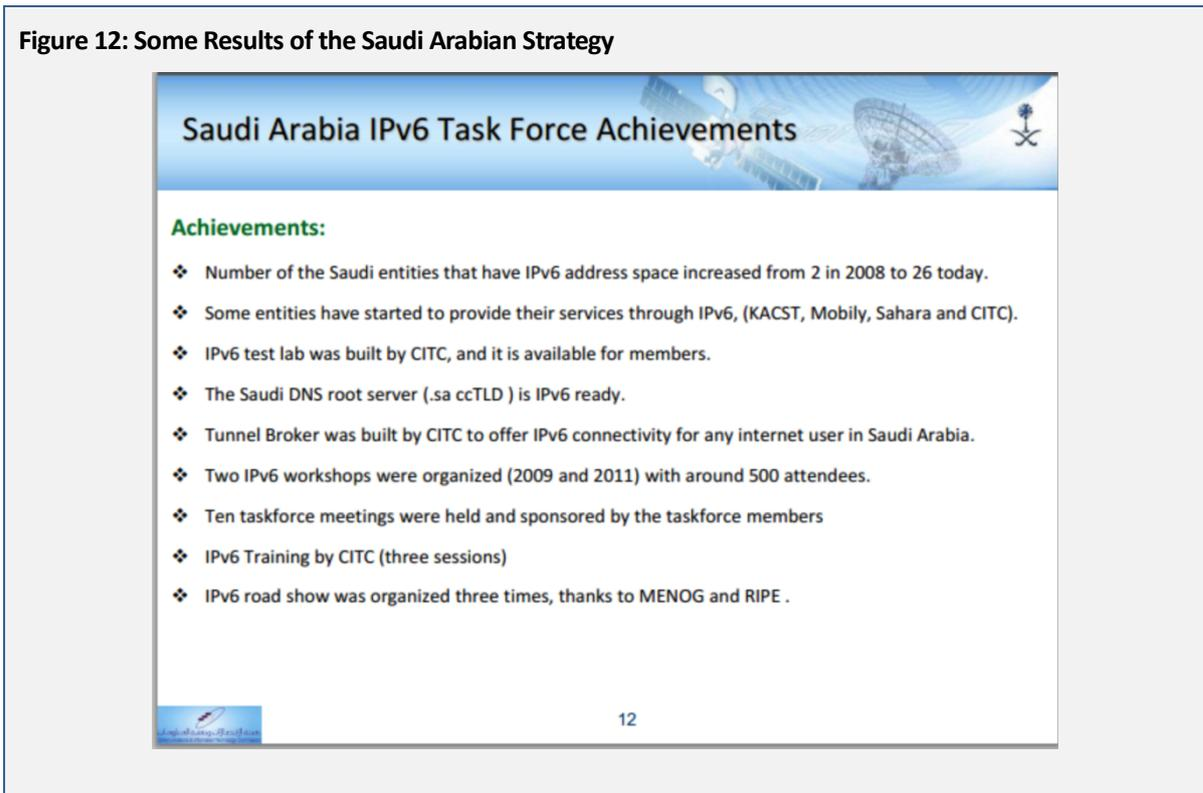 Figure 12: Some Results of the Saudi Arabian Strategy
Saudi Arabia IPv6 Task Force Achievements
Achievements:
❖ Number of the Saudi entities that have IPv6 address space increased from 2 in 2008 to 26 today.
❖ Some entities have started to provide their services through IPv6, (KACST, Mobily, Sahara and CITC).
❖ IPv6 test lab was built by CITC, and it is available for members.
❖ The Saudi DNS root server (.sa ccTLD ) is IPv6 ready.
❖ Tunnel Broker was built by CITC to offer IPv6 connectivity for any internet user in Saudi Arabia.
❖ Two IPv6 workshops were organized (2009 and 2011) with around 500 attendees.
❖ Ten taskforce meetings were held and sponsored by the taskforce members
❖ IPv6 Training by CITC (three sessions)
❖ IPv6 road show was organized three times, thanks to MENOG and RIPE .
12